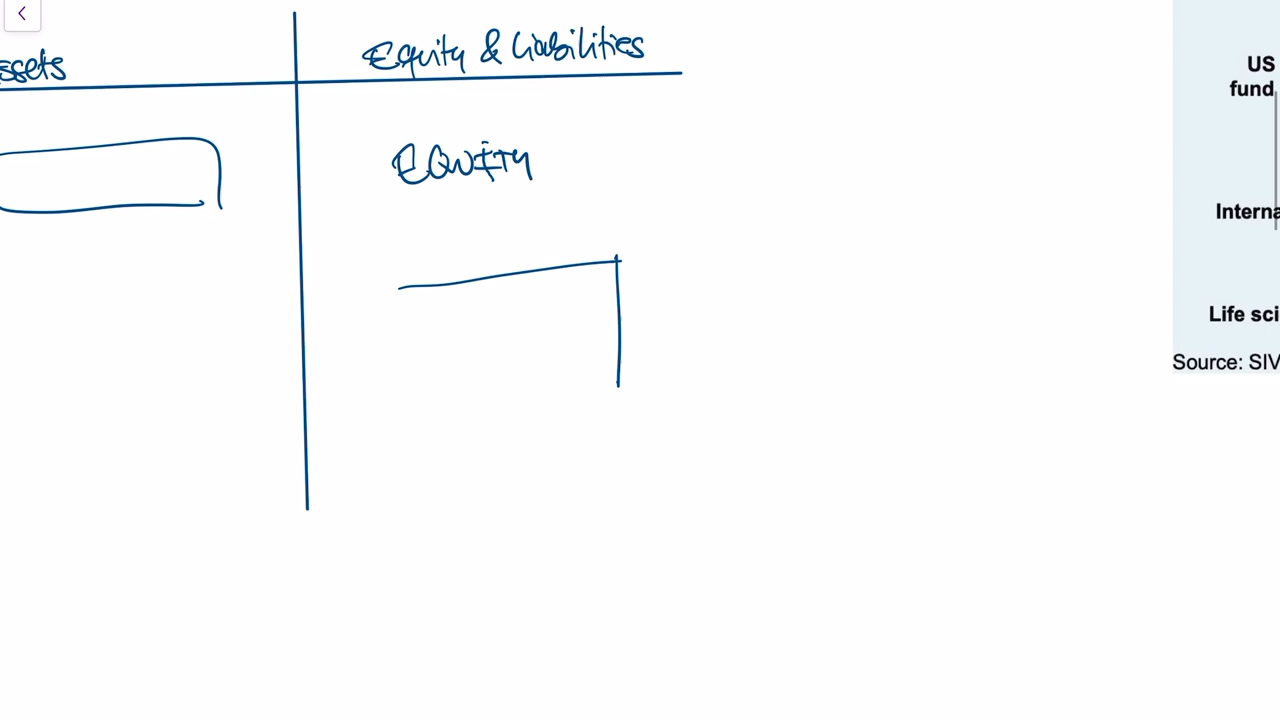 ssets
Equity & Liabilities
EQUITY
US
fund
Interna
Life sci
Source: SIV